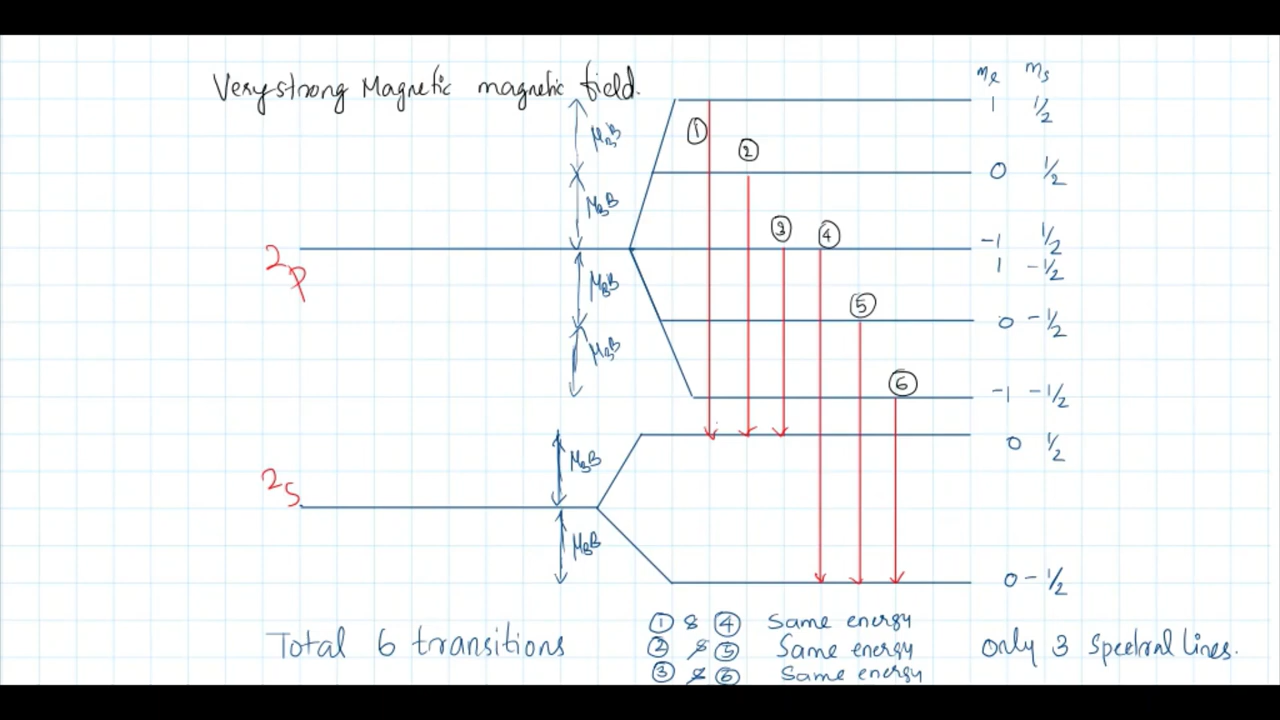 Very strong Magnetic magnetic field.
mℓ ms
1 1/2
μBB
①
②
0 1/2
μBB
③ ④
-1 1/2
2p
1 -1/2
μBB
⑤
0 -1/2
μBB
⑥
-1 -1/2
0 1/2
μBB
2s
μBB
0 -1/2
Total 6 transitions
① & ④ Same energy
② & ⑤ Same energy
③ & ⑥ Same energy
Only 3 Spectral lines.